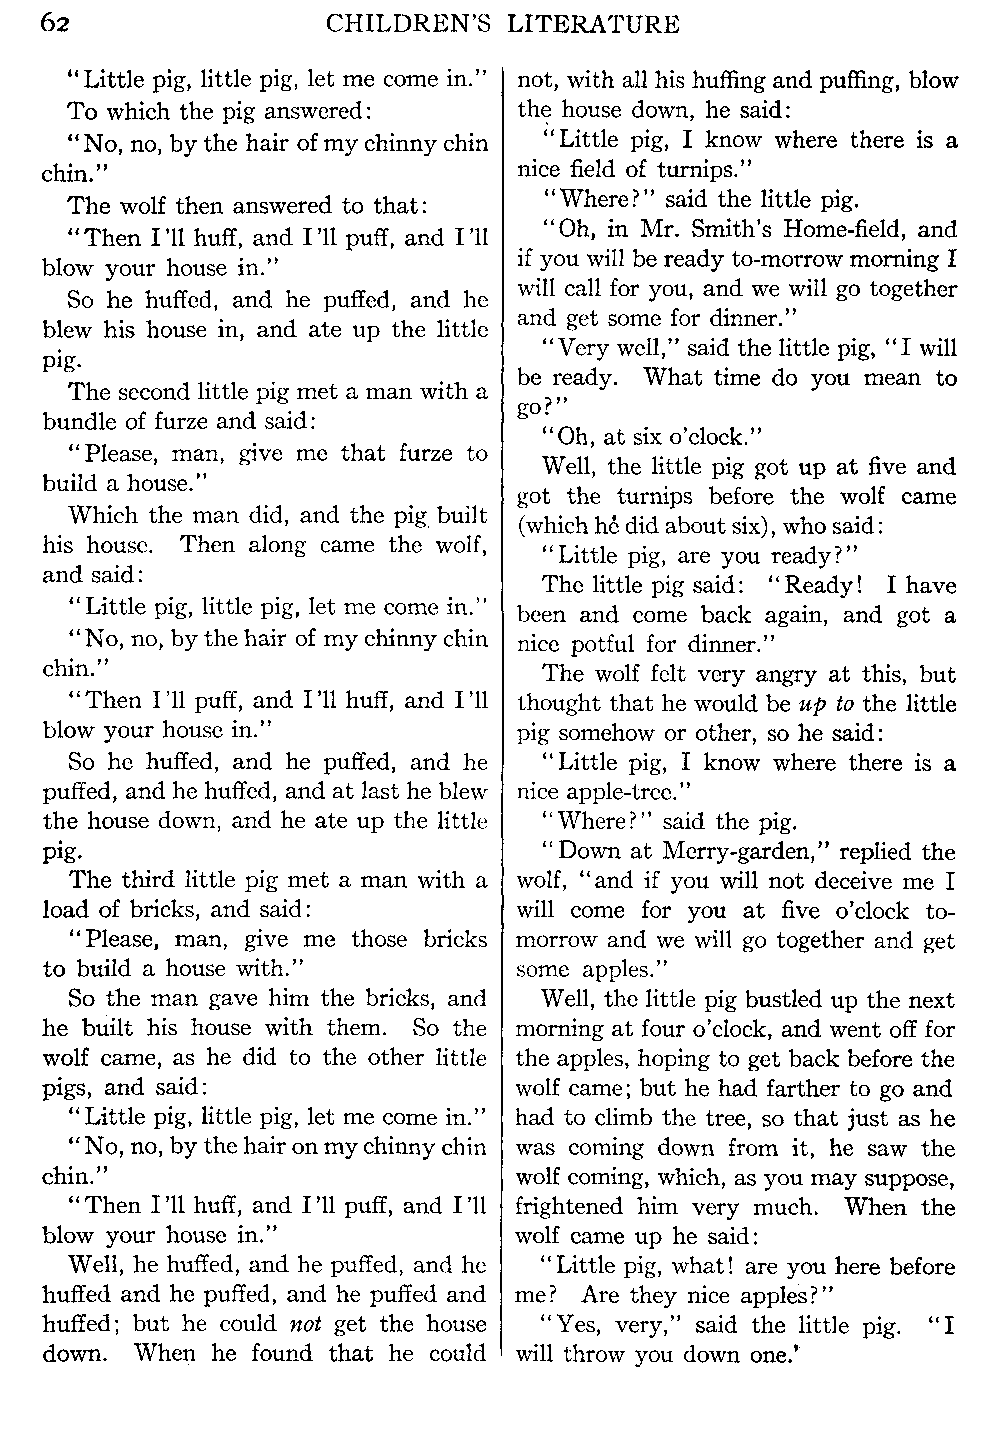 62
CHILDREN'S LITERATURE
"Little pig, little pig, let me come in."
To which the pig answered:
"No, no, by the hair of my chinny chin
chin."
The wolf then answered to that:
"Then I'll huff, and I'll puff, and I'll
blow your house in."
So he huffed, and he puffed, and he
blew his house in, and ate up the little
pig.
The second little pig met a man with a
bundle of furze and said:
"Please, man, give me that furze to
build a house."
Which the man did, and the pig built
his house. Then along came the wolf,
and said:
"Little pig, little pig, let me come in."
"No, no, by the hair of my chinny chin
chin."
"Then I'll puff, and I'll huff, and I'll
blow your house in."
So he huffed, and he puffed, and he
puffed, and he huffed, and at last he blew
the house down, and he ate up the little
pig.
The third little pig met a man with a
load of bricks, and said:
"Please, man, give me those bricks
to build a house with."
So the man gave him the bricks, and
he built his house with them. So the
wolf came, as he did to the other little
pigs, and said:
"Little pig, little pig, let me come in."
"No, no, by the hair on my chinny chin
chin."
"Then I'll huff, and I'll puff, and I'll
blow your house in."
Well, he huffed, and he puffed, and he
huffed and he puffed, and he puffed and
huffed; but he could not get the house
down. When he found that he could
not, with all his huffing and puffing, blow
the house down, he said:
"Little pig, I know where there is a
nice field of turnips."
"Where?" said the little pig.
"Oh, in Mr. Smith's Home-field, and
if you will be ready to-morrow morning I
will call for you, and we will go together
and get some for dinner."
"Very well," said the little pig, "I will
be ready. What time do you mean to
go?"
"Oh, at six o'clock."
Well, the little pig got up at five and
got the turnips before the wolf came
(which he did about six), who said:
"Little pig, are you ready?"
The little pig said: "Ready! I have
been and come back again, and got a
nice potful for dinner."
The wolf felt very angry at this, but
thought that he would be up to the little
pig somehow or other, so he said:
"Little pig, I know where there is a
nice apple-tree."
"Where?" said the pig.
"Down at Merry-garden," replied the
wolf, "and if you will not deceive me I
will come for you at five o'clock to-
morrow and we will go together and get
some apples."
Well, the little pig bustled up the next
morning at four o'clock, and went off for
the apples, hoping to get back before the
wolf came; but he had farther to go and
had to climb the tree, so that just as he
was coming down from it, he saw the
wolf coming, which, as you may suppose,
frightened him very much. When the
wolf came up he said:
"Little pig, what! are you here before
me? Are they nice apples?"
"Yes, very," said the little pig. "I
will throw you down one.'